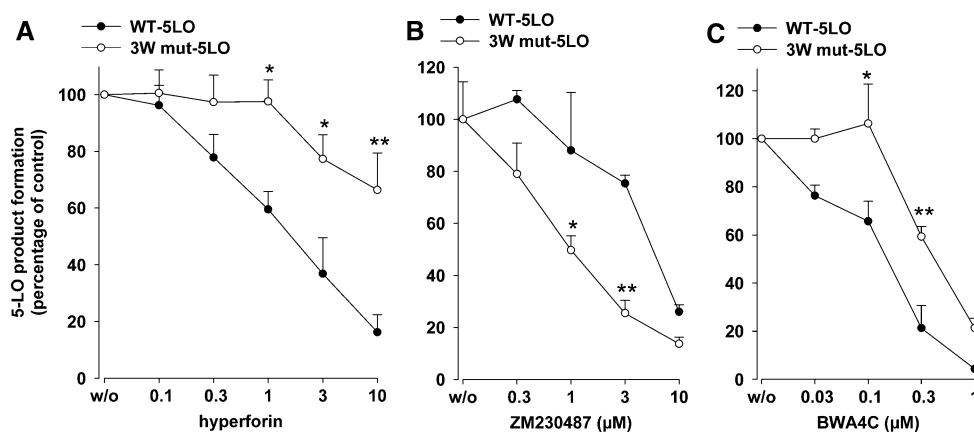 A
WT-5LO
3W mut-5LO
5-LO product formation
(percentage of control)
100
80
60
40
20
0
*
*
**
w/o 0.1 0.3 1 3 10
hyperforin
B
WT-5LO
3W mut-5LO
120
100
80
60
40
20
0
*
**
w/o 0.3 1 3 10
ZM230487 (µM)
C
WT-5LO
3W mut-5LO
120
100
80
60
40
20
0
*
**
w/o 0.03 0.1 0.3 1
BWA4C (µM)